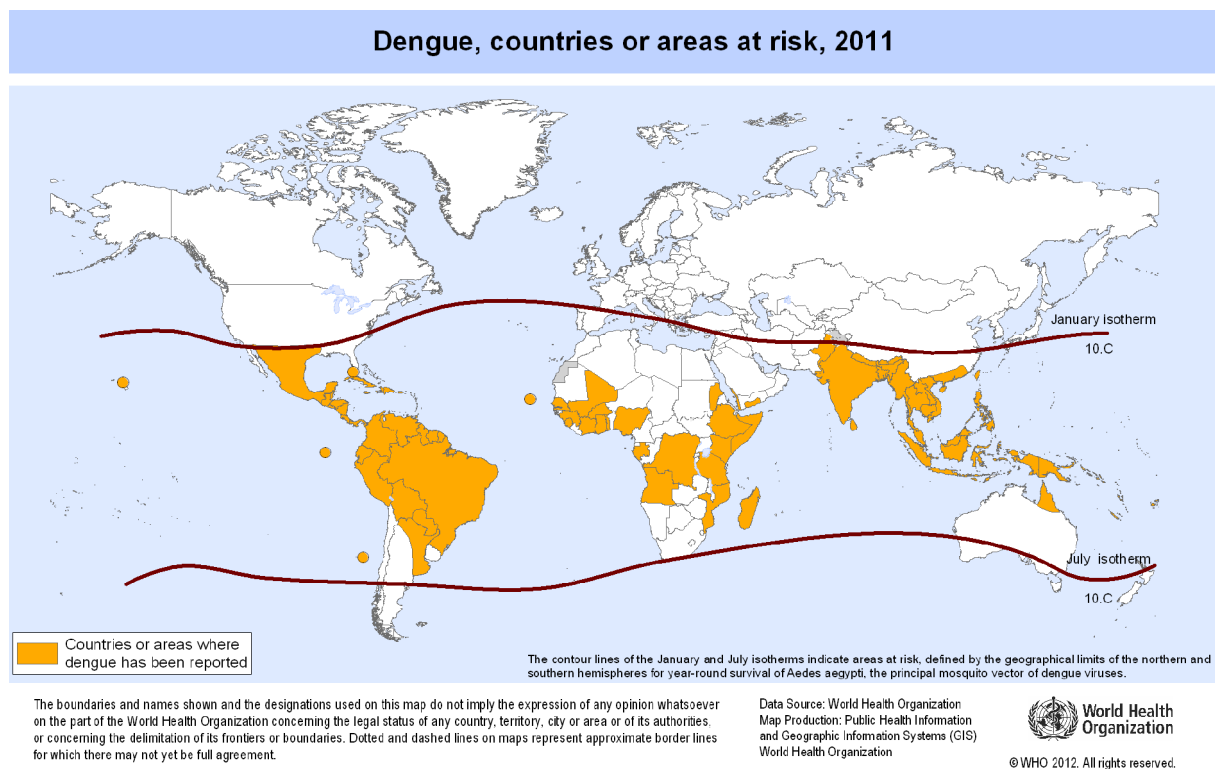 Dengue, countries or areas at risk, 2011
January isotherm
10.C
July isotherm
10.C
Countries or areas where
dengue has been reported
The contour lines of the January and July isotherms indicate areas at risk, defined by the geographical limits of the northern and
southern hemispheres for year-round survival of Aedes aegypti, the principal mosquito vector of dengue viruses.
The boundaries and names shown and the designations used on this map do not imply the expression of any opinion whatsoever
on the part of the World Health Organization concerning the legal status of any country, territory, city or area or of its authorities,
or concerning the delimitation of its frontiers or boundaries. Dotted and dashed lines on maps represent approximate border lines
for which there may not yet be full agreement.
Data Source: World Health Organization
Map Production: Public Health Information
and Geographic Information Systems (GIS)
World Health Organization
World Health
Organization
© WHO 2012. All rights reserved.